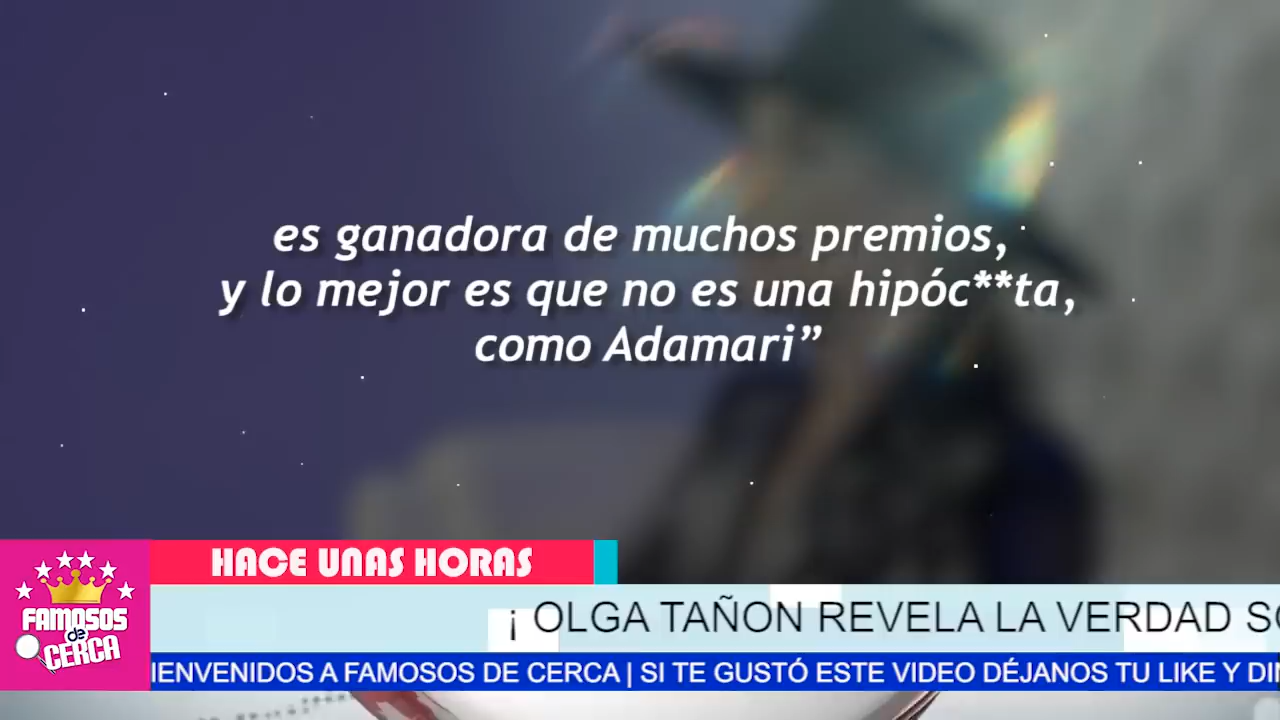 es ganadora de muchos premios,
y lo mejor es que no es una hipóc**ta,
como Adamari”
HACE UNAS HORAS
¡ OLGA TAÑON REVELA LA VERDAD SO
FAMOSOS
de
CERCA
IENVENIDOS A FAMOSOS DE CERCA | SI TE GUSTÓ ESTE VIDEO DÉJANOS TU LIKE Y DI